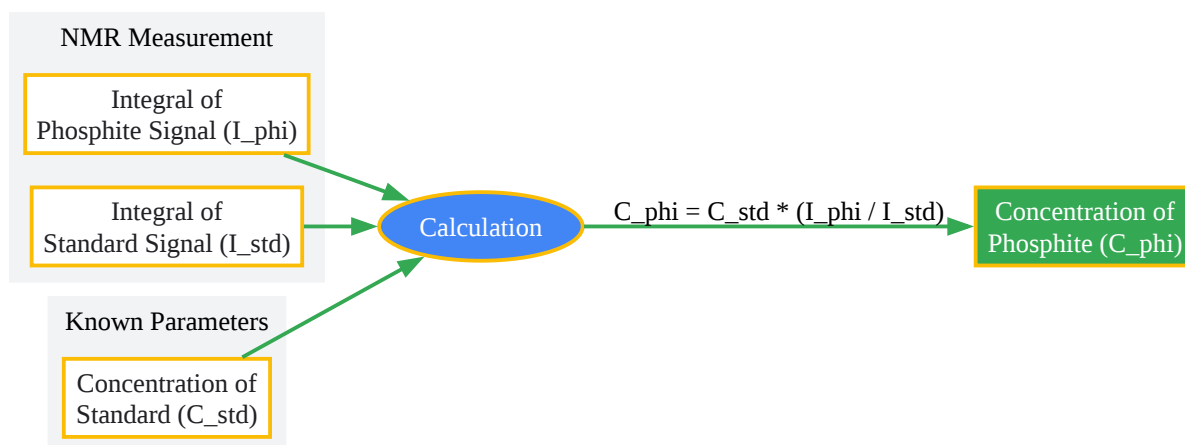 NMR Measurement
Integral of
Phosphite Signal (I_phi)
Integral of
Standard Signal (I_std)
Known Parameters
Concentration of
Standard (C_std)
Calculation
C_phi = C_std * (I_phi / I_std)
Concentration of
Phosphite (C_phi)